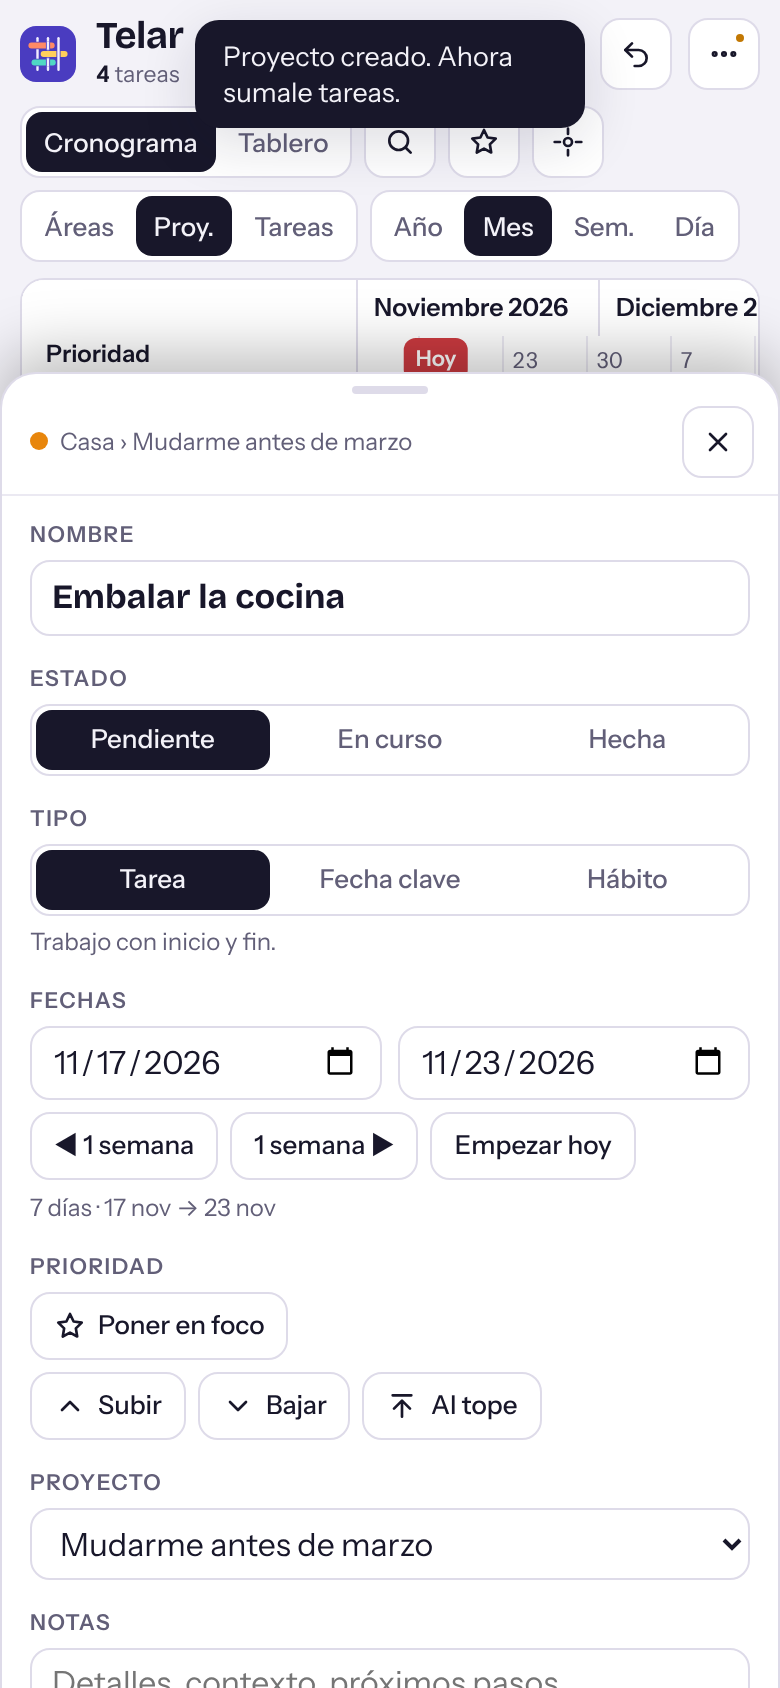 Telar
4 tareas
Proyecto creado. Ahora
sumale tareas.
Cronograma
Tablero
Áreas
Proy.
Tareas
Año
Mes
Sem.
Día
Noviembre 2026
Diciembre 2
Prioridad
Hoy
23
30
7
Casa › Mudarme antes de marzo
NOMBRE
Embalar la cocina
ESTADO
Pendiente
En curso
Hecha
TIPO
Tarea
Fecha clave
Hábito
Trabajo con inicio y fin.
FECHAS
11/17/2026
11/23/2026
◀ 1 semana
1 semana ▶
Empezar hoy
7 días · 17 nov → 23 nov
PRIORIDAD
Poner en foco
Subir
Bajar
Al tope
PROYECTO
Mudarme antes de marzo
NOTAS
Detalles, contexto, próximos pasos